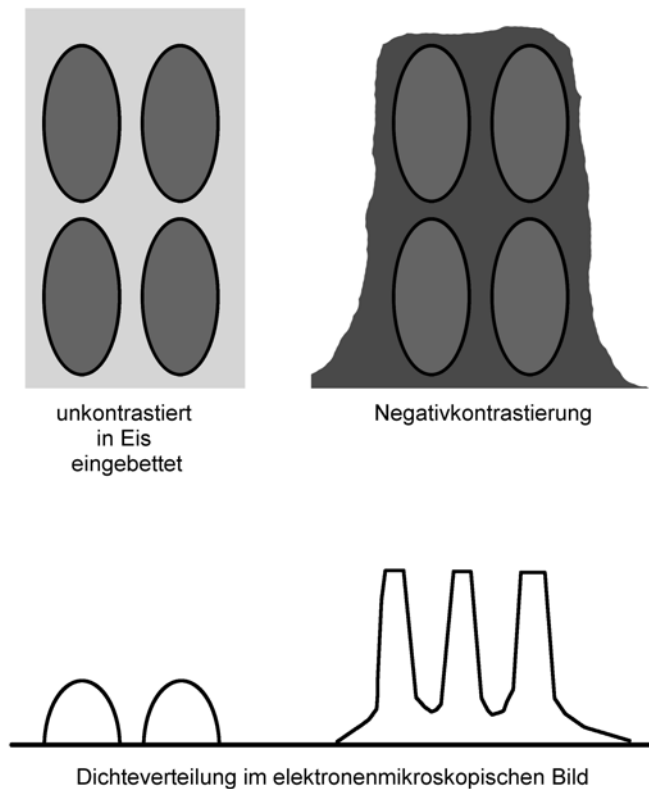 unkontrastiert
in Eis
eingebettet
Negativkontrastierung
Dichteverteilung im elektronenmikroskopischen Bild